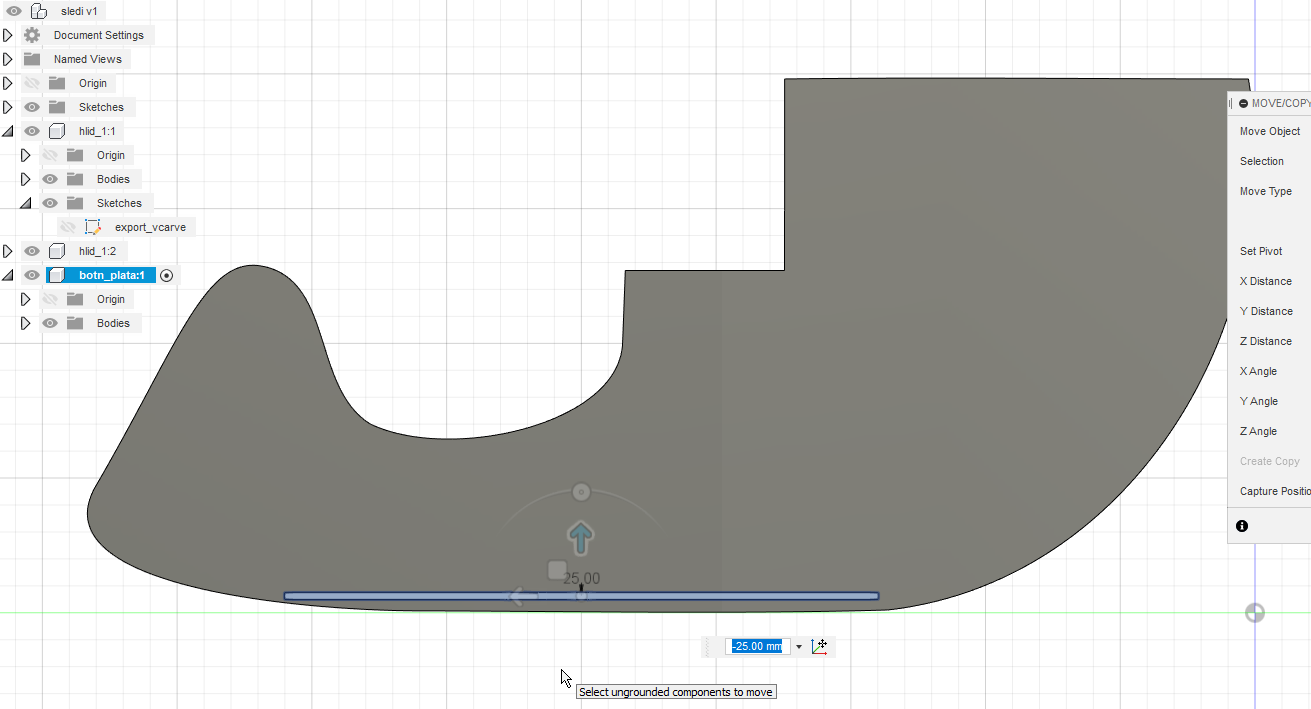 sledi v1
Document Settings
Named Views
Origin
Sketches
hlid_1:1
Origin
Bodies
Sketches
export_vcarve
hlid_1:2
botn_plata:1
Origin
Bodies
MOVE/COPY
Move Object
Selection
Move Type
Set Pivot
X Distance
Y Distance
Z Distance
X Angle
Y Angle
Z Angle
Create Copy
Capture Positio
25.00
-25.00 mm
Select ungrounded components to move